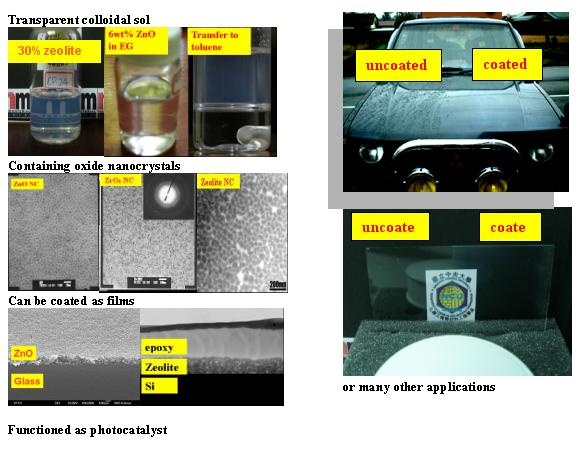 Transparent colloidal sol
30% zeolite
6wt% ZnO
in EG
Transfer to
toluene
Containing oxide nanocrystals
ZnO NC
ZrO₂ NC
Zeolite NC
200nm
Can be coated as films
ZnO
Glass
epoxy
Zeolite
Si
Functioned as photocatalyst
uncoated
coated
uncoate
coate
or many other applications